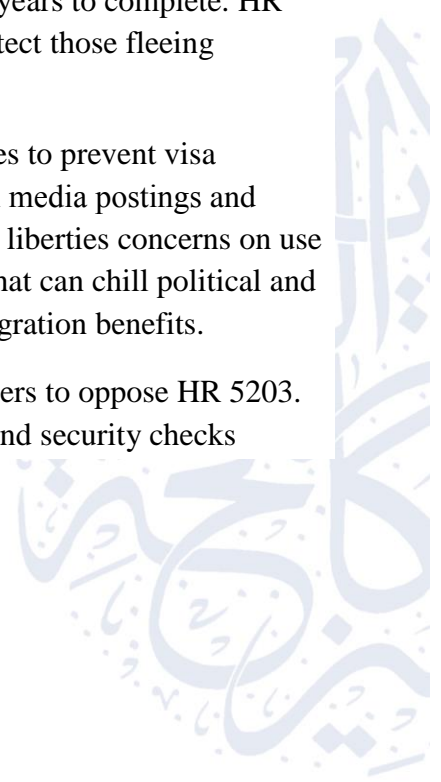 years to complete. HR
tect those fleeing
es to prevent visa
media postings and
liberties concerns on use
hat can chill political and
gration benefits.
ers to oppose HR 5203.
nd security checks